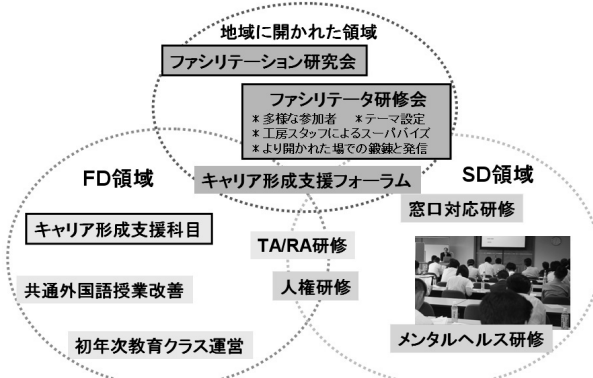 地域に開かれた領域
ファシリテーション研究会
ファシリテータ研修会
＊多様な参加者　＊テーマ設定
＊工房スタッフによるスーパバイズ
＊より開かれた場での鍛錬と発信
キャリア形成支援フォーラム
FD領域
SD領域
窓口対応研修
キャリア形成支援科目
TA/RA研修
共通外国語授業改善
人権研修
初年次教育クラス運営
メンタルヘルス研修